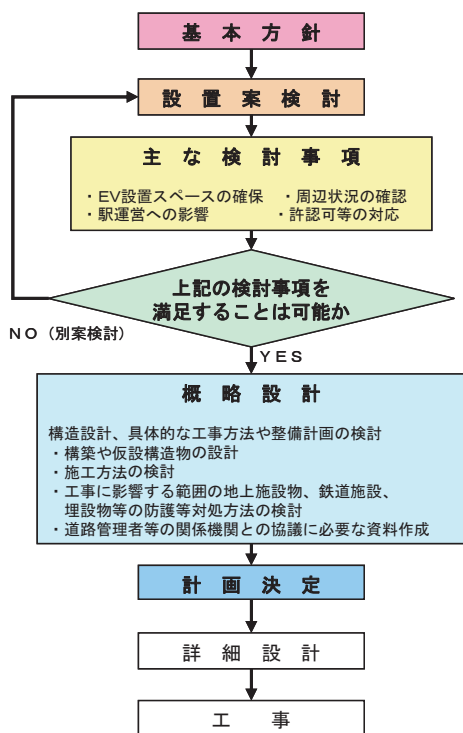 基本方針
設置案検討
主な検討事項
・EV設置スペースの確保 ・周辺状況の確認
・駅運営への影響 ・許認可等の対応
上記の検討事項を
満足することは可能か
NO（別案検討）
YES
概略設計
構造設計、具体的な工事方法や整備計画の検討
・構築や仮設構造物の設計
・施工方法の検討
・工事に影響する範囲の地上施設物、鉄道施設、
埋設物等の防護等対処方法の検討
・道路管理者等の関係機関との協議に必要な資料作成
計画決定
詳細設計
工事